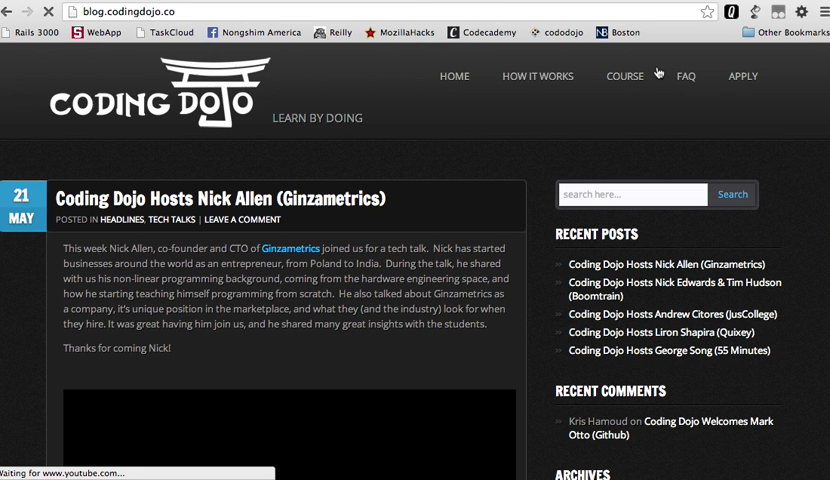 blog.codingdojo.co
Rails 3000
WebApp
TaskCloud
Nongshim America
Reilly
MozillaHacks
Codecademy
cododojo
Boston
Other Bookmarks
CODING DOJO
LEARN BY DOING
HOME
HOW IT WORKS
COURSE
FAQ
APPLY
21
MAY
Coding Dojo Hosts Nick Allen (Ginzametrics)
POSTED IN HEADLINES, TECH TALKS | LEAVE A COMMENT
This week Nick Allen, co-founder and CTO of Ginzametrics joined us for a tech talk. Nick has started
businesses around the world as an entrepreneur, from Poland to India. During the talk, he shared
with us his non-linear programming background, coming from the hardware engineering space, and
how he starting teaching himself programming from scratch. He also talked about Ginzametrics as
a company, it's unique position in the marketplace, and what they (and the industry) look for when
they hire. It was great having him join us, and he shared many great insights with the students.
Thanks for coming Nick!
search here...
Search
RECENT POSTS
Coding Dojo Hosts Nick Allen (Ginzametrics)
Coding Dojo Hosts Nick Edwards & Tim Hudson
(Boomtrain)
Coding Dojo Hosts Andrew Citores (JusCollege)
Coding Dojo Hosts Liron Shapira (Quixey)
Coding Dojo Hosts George Song (55 Minutes)
RECENT COMMENTS
Kris Hamoud on Coding Dojo Welcomes Mark
Otto (Github)
ARCHIVES
Waiting for www.youtube.com...